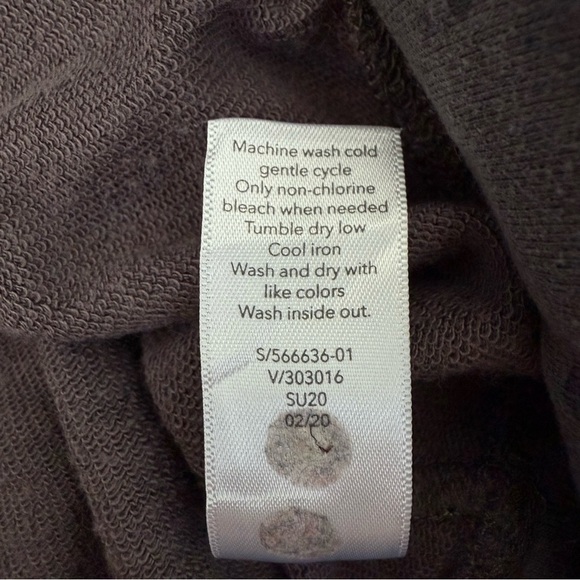 Machine wash cold
gentle cycle
Only non-chlorine
bleach when needed
Tumble dry low
Cool iron
Wash and dry with
like colors
Wash inside out.
S/566636-01
V/303016
SU20
02/20